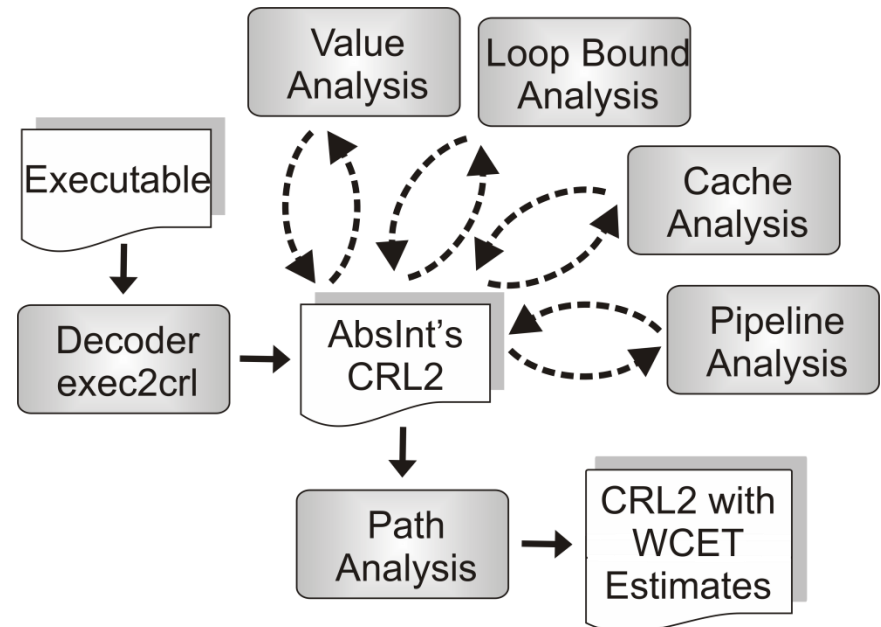 Value
Analysis
Loop Bound
Analysis
Executable
Cache
Analysis
Decoder
exec2crl
AbsInt's
CRL2
Pipeline
Analysis
Path
Analysis
CRL2 with
WCET
Estimates